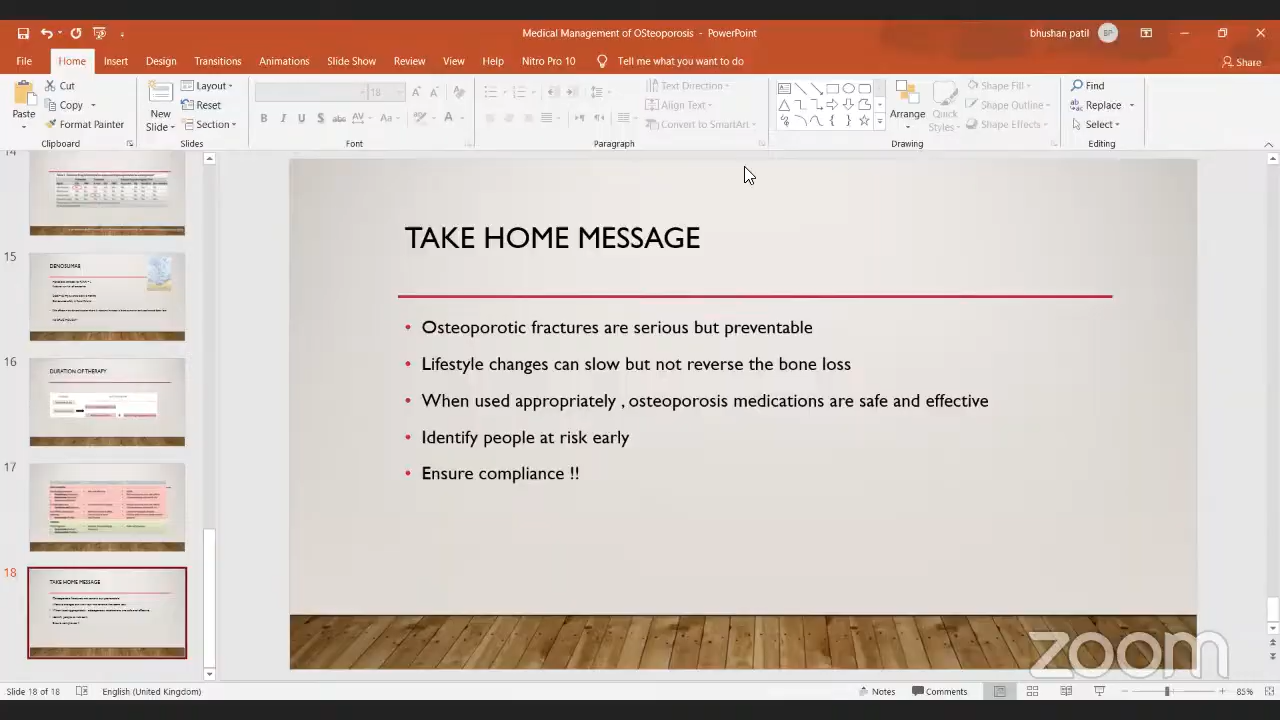 Medical Management of OSteoporosis - PowerPoint
bhushan patil
BP
File Home Insert Design Transitions Animations Slide Show Review View Help Nitro Pro 10 Tell me what you want to do
Share
Paste
Cut
Copy
Format Painter
Clipboard
New Slide
Layout
Reset
Section
Slides
18
B I U S abc AV Aa A
Font
Text Direction
Align Text
Convert to SmartArt
Paragraph
Arrange
Quick Styles
Shape Fill
Shape Outline
Shape Effects
Drawing
Find
Replace
Select
Editing
14
15
DENOSUMAB
16
DURATION OF THERAPY
17
18
TAKE HOME MESSAGE
TAKE HOME MESSAGE
• Osteoporotic fractures are serious but preventable
• Lifestyle changes can slow but not reverse the bone loss
• When used appropriately , osteoporosis medications are safe and effective
• Identify people at risk early
• Ensure compliance !!
zoom
Slide 18 of 18
English (United Kingdom)
Notes
Comments
85%